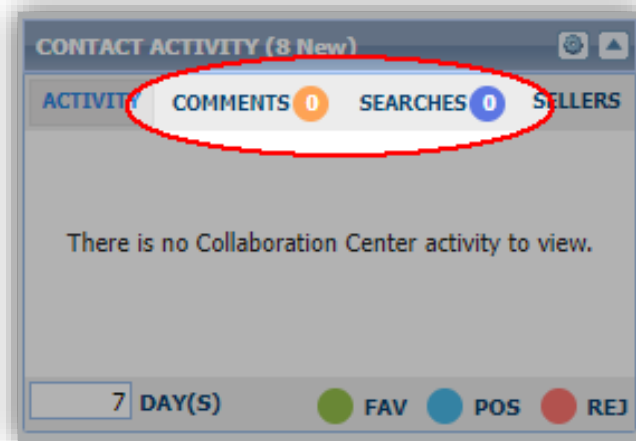 CONTACT ACTIVITY (8 New)
ACTIVITY COMMENTS 0 SEARCHES 0 SELLERS
There is no Collaboration Center activity to view.
7 DAY(S) FAV POS REJ